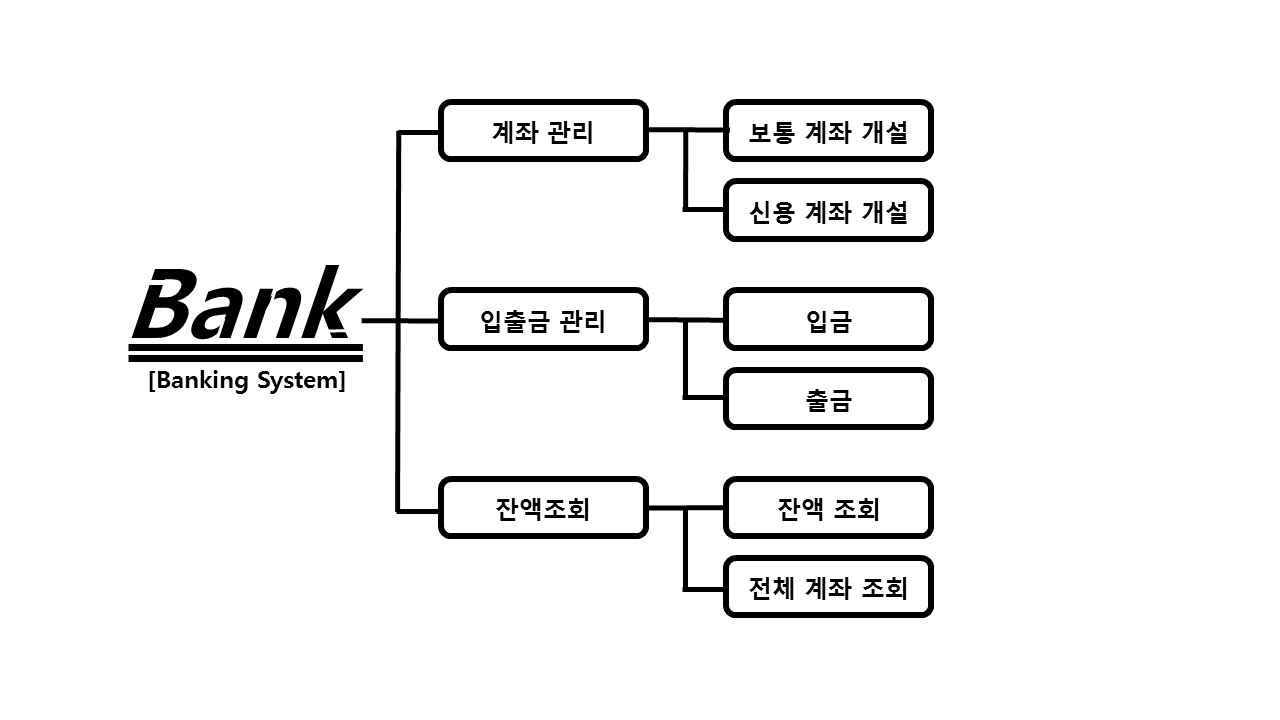 Bank
[Banking System]
계좌 관리
보통 계좌 개설
신용 계좌 개설
입출금 관리
입금
출금
잔액조회
잔액 조회
전체 계좌 조회